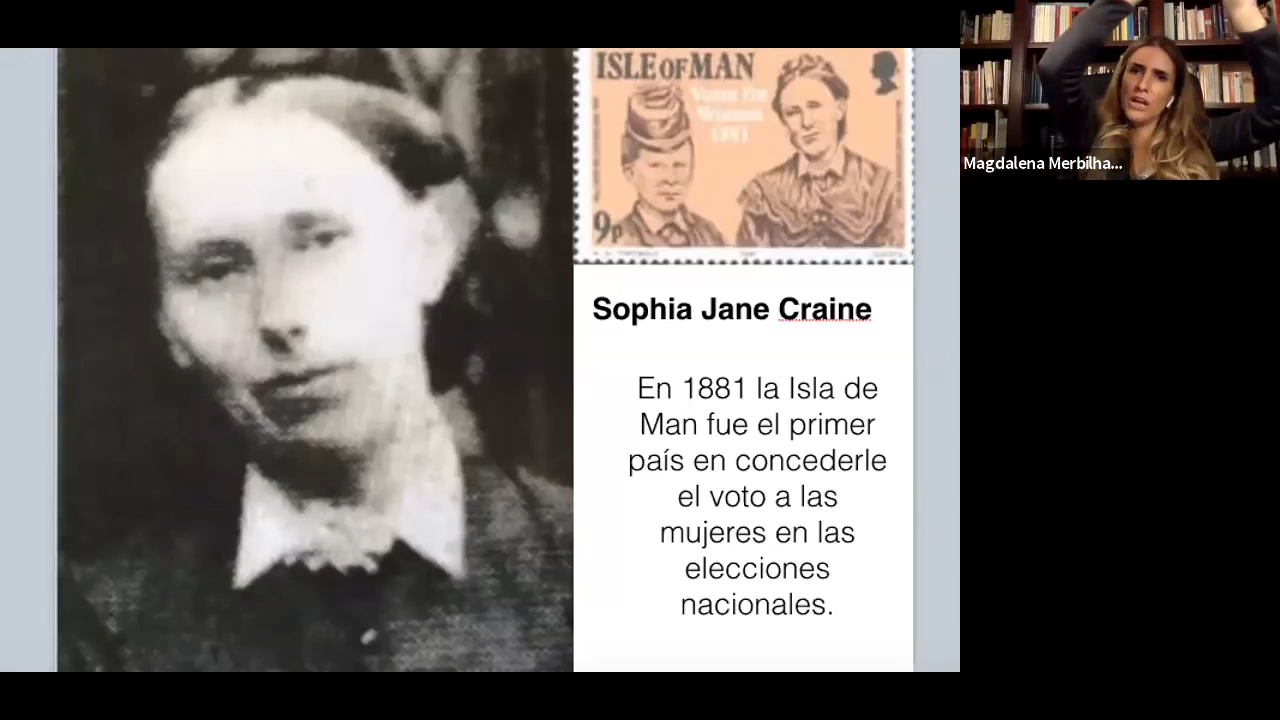 ISLE OF MAN
Votes for
Women
1881
9p
Sophia Jane Craine
En 1881 la Isla de
Man fue el primer
país en concederle
el voto a las
mujeres en las
elecciones
nacionales.
Magdalena Merbilha...